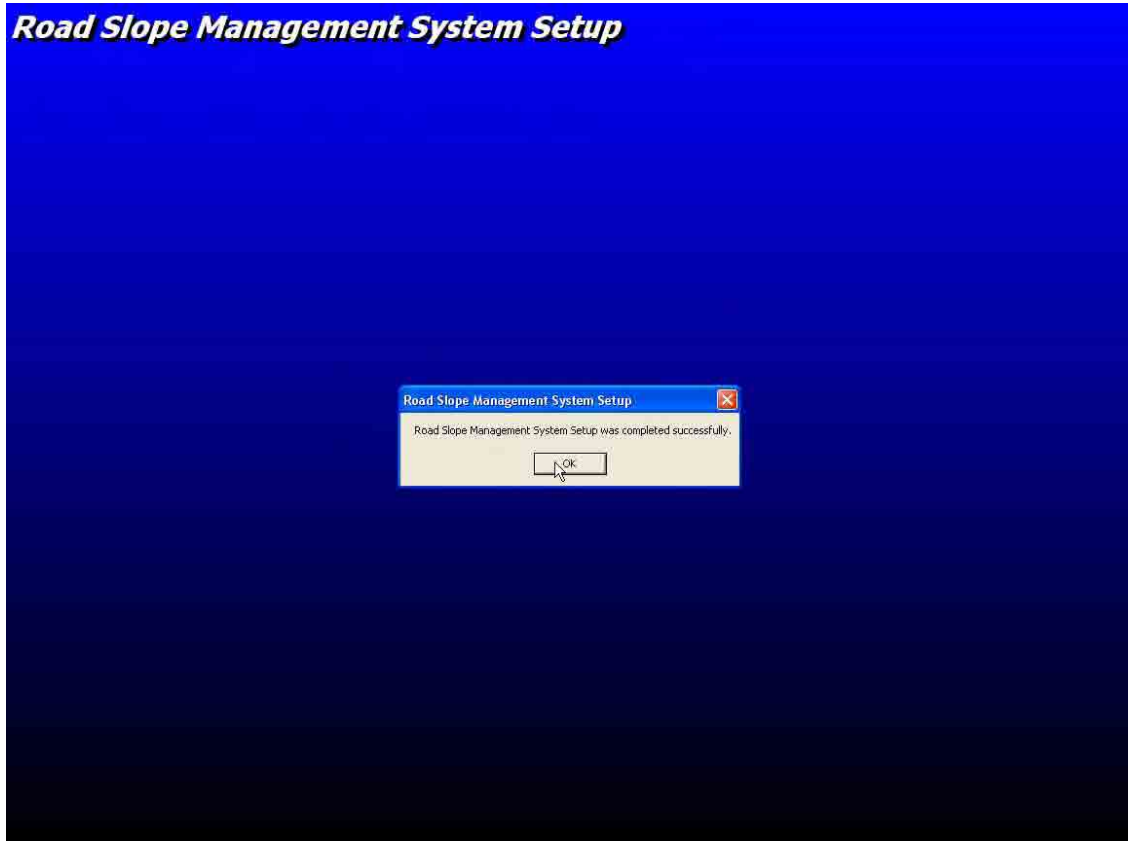 Road Slope Management System Setup
Road Slope Management System Setup
Road Slope Management System Setup was completed successfully.
OK